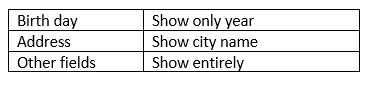 Birth day Show only year
Address Show city name
Other fields Show entirely